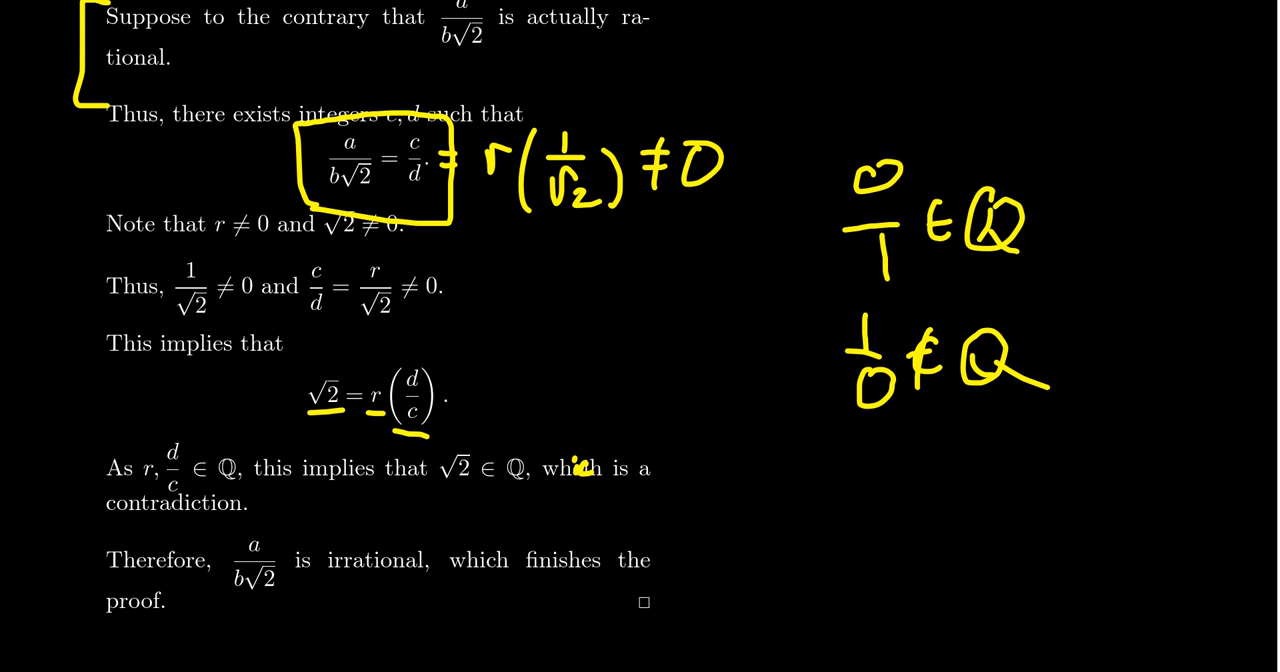 Suppose to the contrary that a/(b√2) is actually ra-
tional.
Thus, there exists integers c, d such that
a/(b√2) = c/d. = r(1/√2) ≠ 0
Note that r ≠ 0 and √2 ≠ 0.
Thus, 1/√2 ≠ 0 and c/d = r/√2 ≠ 0.
This implies that
√2 = r(d/c).
As r, d/c ∈ ℚ, this implies that √2 ∈ ℚ, which is a
contradiction.
Therefore, a/(b√2) is irrational, which finishes the
proof. □
0/1 ∈ ℚ
1/0 ∉ ℚ